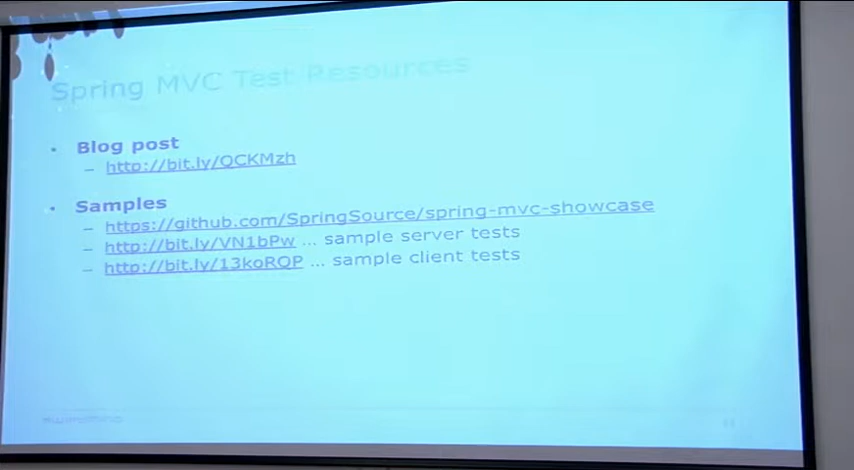 Spring MVC Test Resources
• Blog post
– http://bit.ly/QCKMzh
• Samples
– https://github.com/SpringSource/spring-mvc-showcase
– http://bit.ly/VN1bPw ... sample server tests
– http://bit.ly/13koRQP ... sample client tests